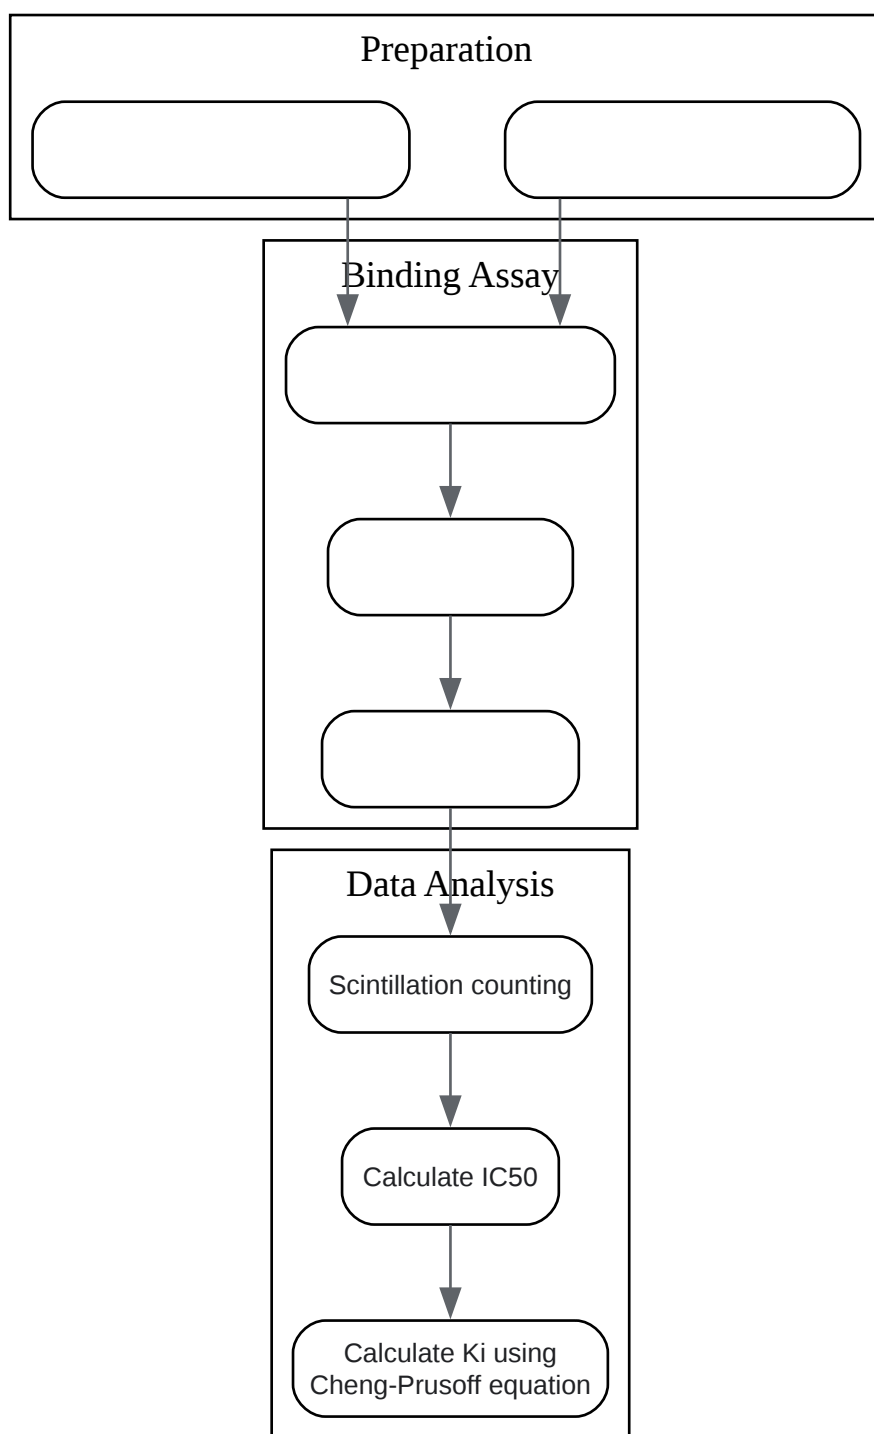 Preparation
Binding Assay
Data Analysis
Scintillation counting
Calculate IC50
Calculate Ki using
Cheng-Prusoff equation